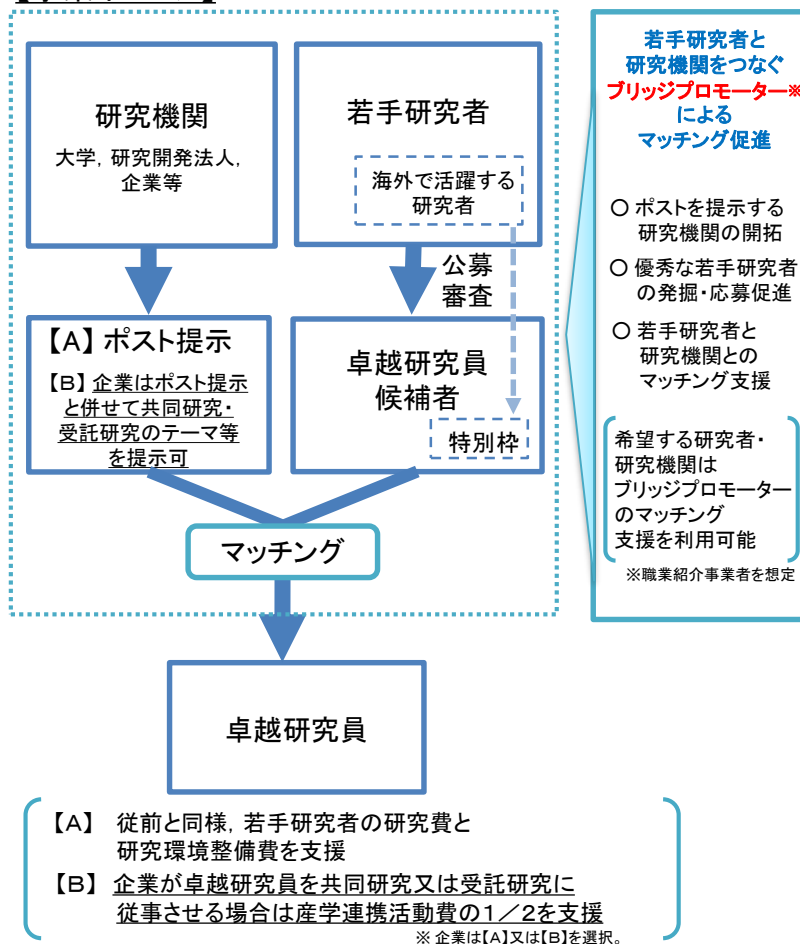 研究機関
大学，研究開発法人，
企業等
若手研究者
海外で活躍する
研究者
公募
審査
【A】ポスト提示
【B】企業はポスト提示
と併せて共同研究・
受託研究のテーマ等
を提示可
卓越研究員
候補者
特別枠
マッチング
卓越研究員
【A】 従前と同様，若手研究者の研究費と
研究環境整備費を支援
【B】 企業が卓越研究員を共同研究又は受託研究に
従事させる場合は産学連携活動費の１／２を支援
※ 企業は【A】又は【B】を選択。
若手研究者と
研究機関をつなぐ
ブリッジプロモーター※
による
マッチング促進
○ ポストを提示する
研究機関の開拓
○ 優秀な若手研究者
の発掘・応募促進
○ 若手研究者と
研究機関との
マッチング支援
希望する研究者・
研究機関は
ブリッジプロモーター
のマッチング
支援を利用可能
※職業紹介事業者を想定